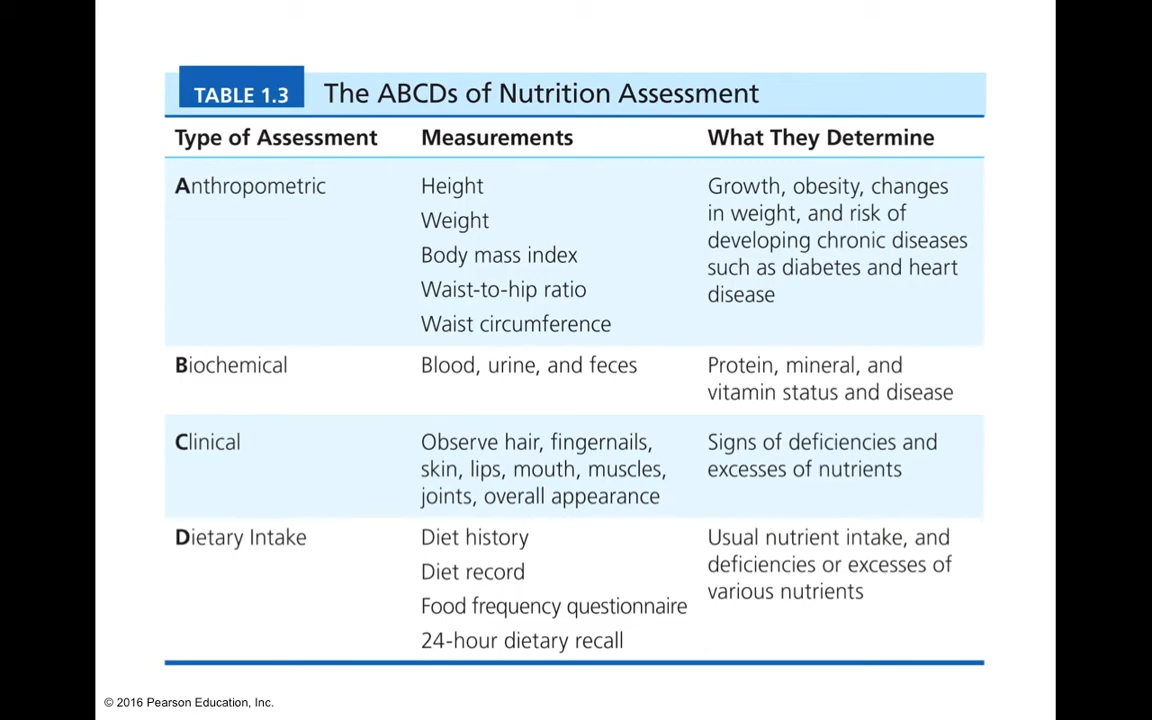 TABLE 1.3 The ABCDs of Nutrition Assessment
Type of Assessment Measurements What They Determine
Anthropometric
Height
Weight
Body mass index
Waist-to-hip ratio
Waist circumference
Growth, obesity, changes
in weight, and risk of
developing chronic diseases
such as diabetes and heart
disease
Biochemical
Blood, urine, and feces
Protein, mineral, and
vitamin status and disease
Clinical
Observe hair, fingernails,
skin, lips, mouth, muscles,
joints, overall appearance
Signs of deficiencies and
excesses of nutrients
Dietary Intake
Diet history
Diet record
Food frequency questionnaire
24-hour dietary recall
Usual nutrient intake, and
deficiencies or excesses of
various nutrients
© 2016 Pearson Education, Inc.